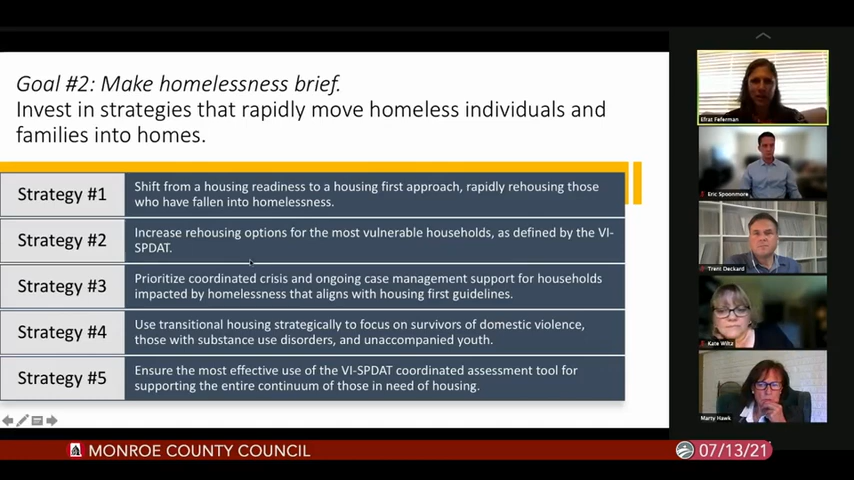 Goal #2: Make homelessness brief.
Invest in strategies that rapidly move homeless individuals and
families into homes.
Strategy #1
Shift from a housing readiness to a housing first approach, rapidly rehousing those
who have fallen into homelessness.
Strategy #2
Increase rehousing options for the most vulnerable households, as defined by the VI-
SPDAT.
Strategy #3
Prioritize coordinated crisis and ongoing case management support for households
impacted by homelessness that aligns with housing first guidelines.
Strategy #4
Use transitional housing strategically to focus on survivors of domestic violence,
those with substance use disorders, and unaccompanied youth.
Strategy #5
Ensure the most effective use of the VI-SPDAT coordinated assessment tool for
supporting the entire continuum of those in need of housing.
Efrat Feferman
Eric Spoonmore
Trent Deckard
Kate Wiltz
Marty Hawk
MONROE COUNTY COUNCIL
07/13/21